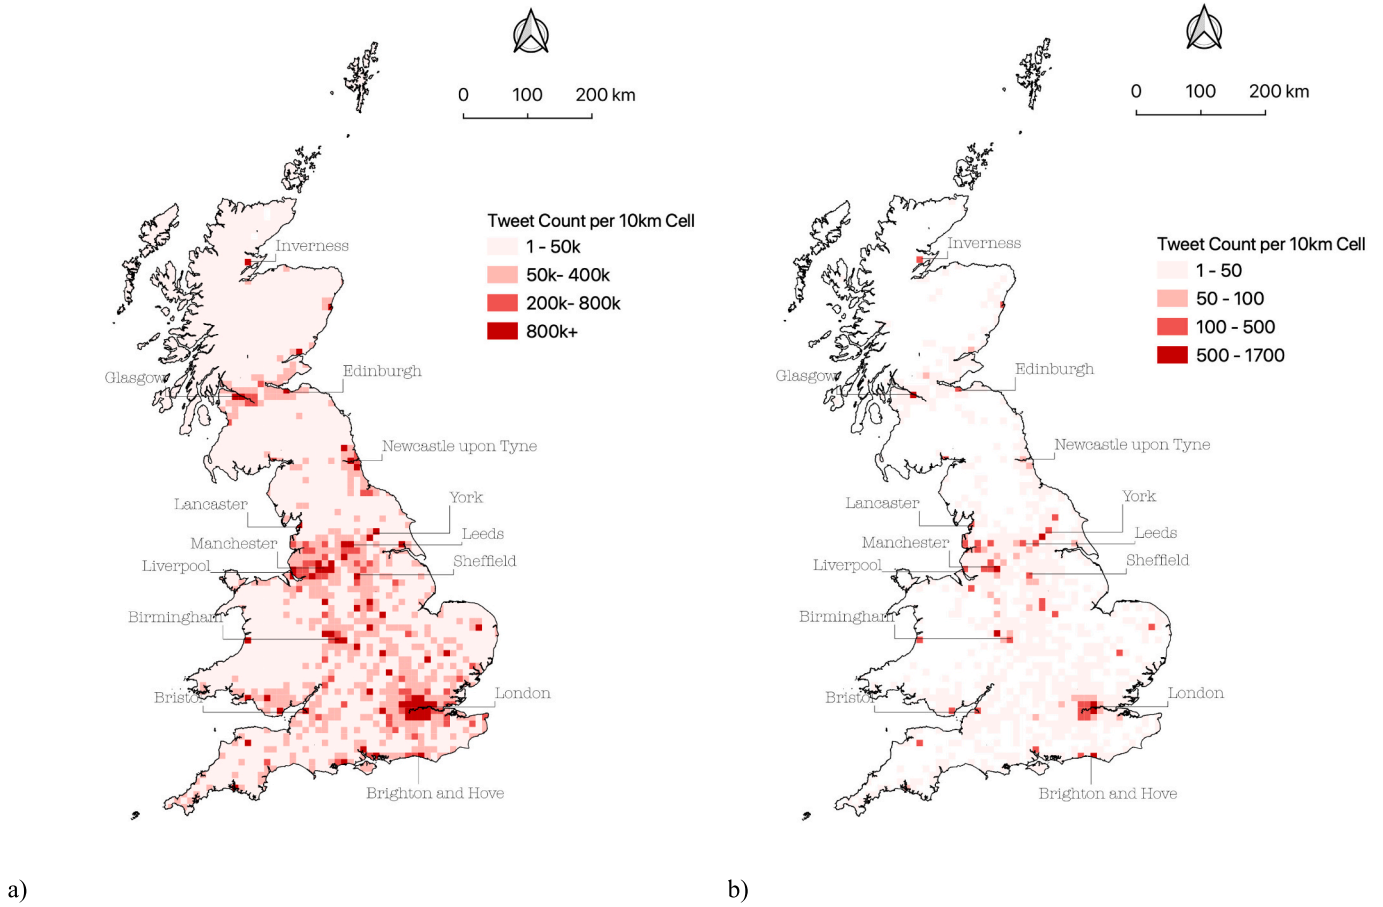 0 100 200 km
Tweet Count per 10km Cell
1 - 50k
50k- 400k
200k- 800k
800k+
Inverness
Glasgow
Edinburgh
Newcastle upon Tyne
Lancaster
York
Manchester
Leeds
Liverpool
Sheffield
Birmingham
Bristol
London
Brighton and Hove
a)
0 100 200 km
Tweet Count per 10km Cell
1 - 50
50 - 100
100 - 500
500 - 1700
Inverness
Glasgow
Edinburgh
Newcastle upon Tyne
Lancaster
York
Manchester
Leeds
Liverpool
Sheffield
Birmingham
Bristol
London
Brighton and Hove
b)